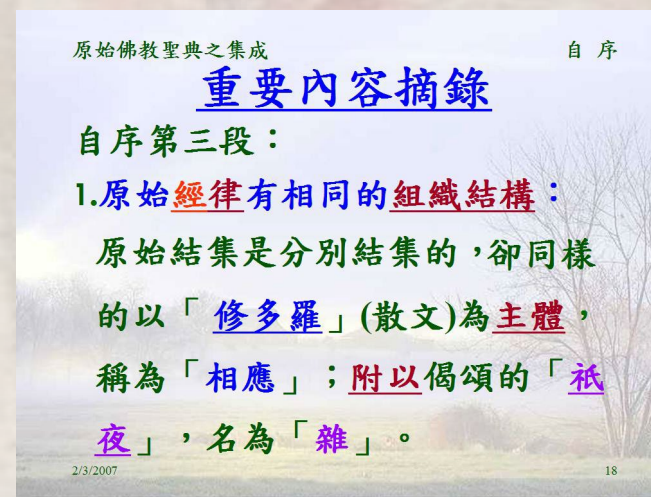 原始佛教聖典之集成 自 序
重要內容摘錄
自序第三段：
1.原始經律有相同的組織結構：
原始結集是分別結集的，卻同樣
的以「 修多羅」(散文)為主體，
稱為「相應」；附以偈頌的「祇
夜」，名為「雜」。
2/3/2007 18